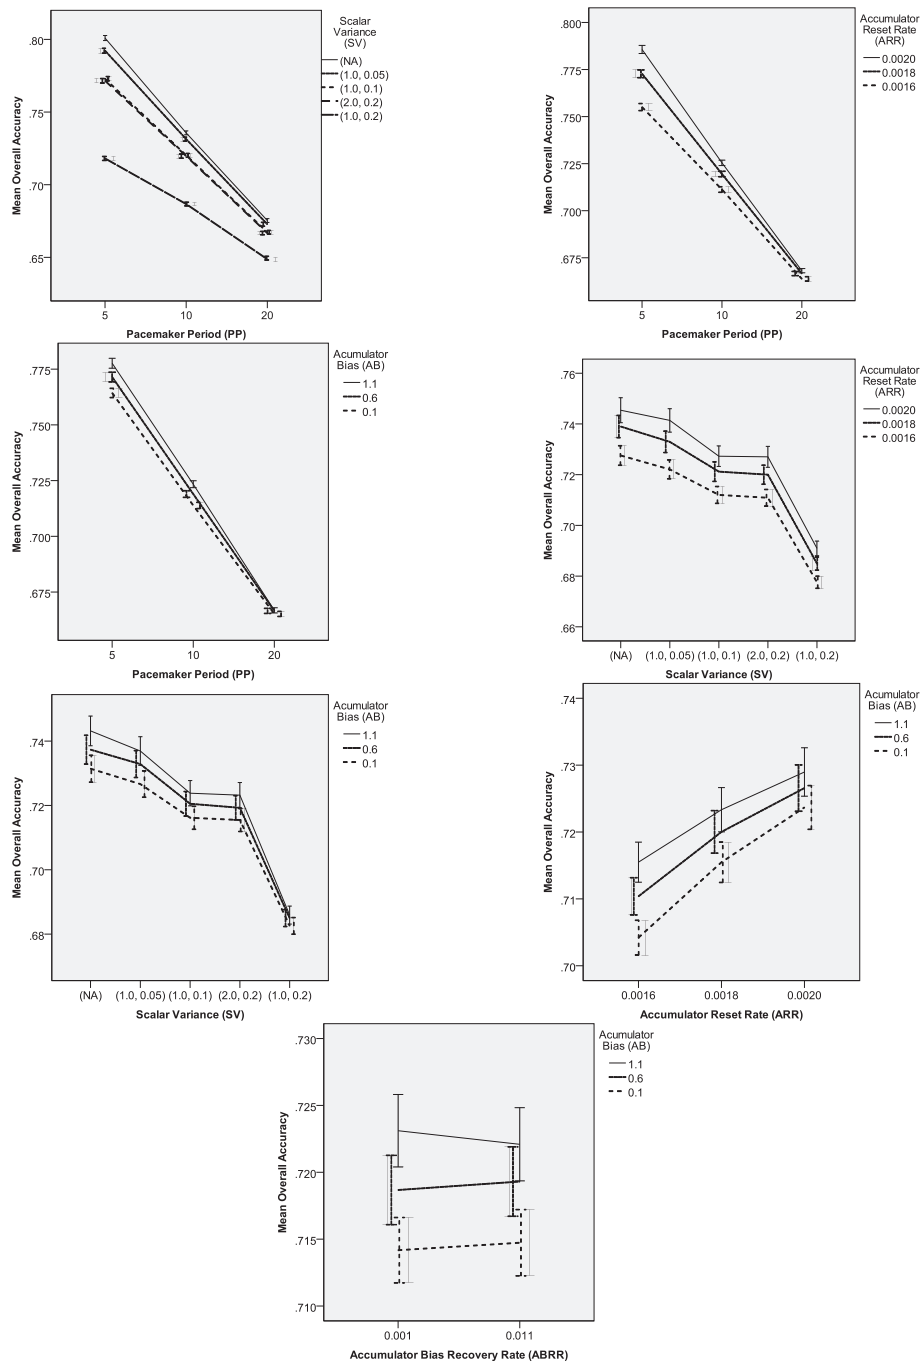 Scalar
Variance
(SV)
(NA)
(1.0, 0.05)
(1.0, 0.1)
(2.0, 0.2)
(1.0, 0.2)
Mean Overall Accuracy
.80
.75
.70
.65
5 10 20
Pacemaker Period (PP)
Accumulator
Reset Rate
(ARR)
0.0020
0.0018
0.0016
Mean Overall Accuracy
.800
.775
.750
.725
.700
.675
5 10 20
Pacemaker Period (PP)
Acumulator
Bias (AB)
1.1
0.6
0.1
Mean Overall Accuracy
.775
.750
.725
.700
.675
5 10 20
Pacemaker Period (PP)
Accumulator
Reset Rate
(ARR)
0.0020
0.0018
0.0016
Mean Overall Accuracy
.76
.74
.72
.70
.68
.66
(NA) (1.0, 0.05) (1.0, 0.1) (2.0, 0.2) (1.0, 0.2)
Scalar Variance (SV)
Acumulator
Bias (AB)
1.1
0.6
0.1
Mean Overall Accuracy
.74
.72
.70
.68
(NA) (1.0, 0.05) (1.0, 0.1) (2.0, 0.2) (1.0, 0.2)
Scalar Variance (SV)
Acumulator
Bias (AB)
1.1
0.6
0.1
Mean Overall Accuracy
.74
.73
.72
.71
.70
0.0016 0.0018 0.0020
Accumulator Reset Rate (ARR)
Acumulator
Bias (AB)
1.1
0.6
0.1
Mean Overall Accuracy
.730
.725
.720
.715
.710
0.001 0.011
Accumulator Bias Recovery Rate (ABRR)